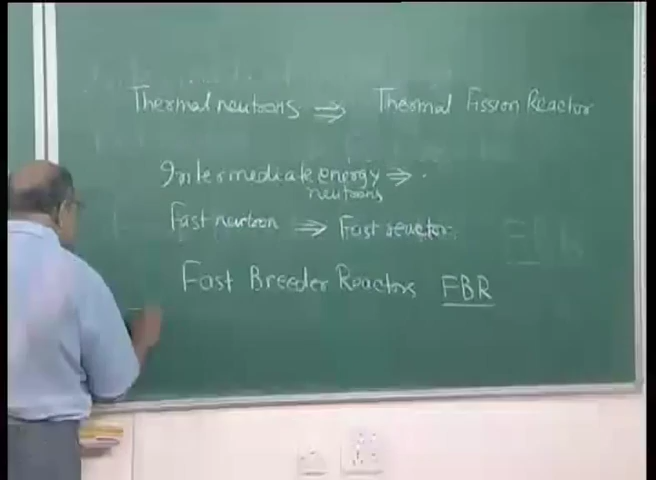 Thermal neutrons ⇒ Thermal Fission Reactor
Intermediate energy neutrons ⇒ .
Fast neutron ⇒ Fast reactor.
Fast Breeder Reactors FBR